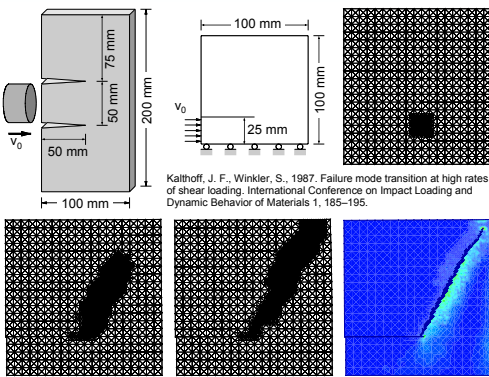 75 mm
50 mm
200 mm
v0
50 mm
100 mm
100 mm
v0
25 mm
100 mm
Kalthoff, J. F., Winkler, S., 1987. Failure mode transition at high rates
of shear loading. International Conference on Impact Loading and
Dynamic Behavior of Materials 1, 185–195.